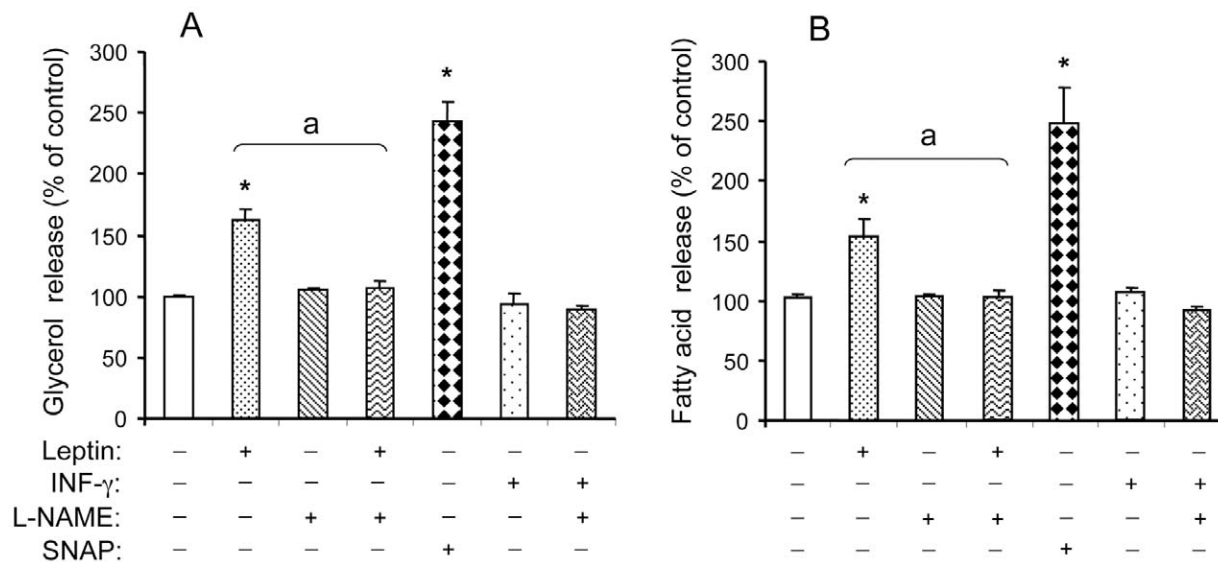 A
B
Glycerol release (% of control)
300
250
200
150
100
50
0
*
a
*
Fatty acid release (% of control)
300
250
200
150
100
50
0
*
a
*
Leptin: – + – + – – – – + – + – – –
INF-γ: – – – – – + + – – – – – + +
L-NAME: – – + + – – + – – + + – – +
SNAP: – – – – + – – – – – – + – –